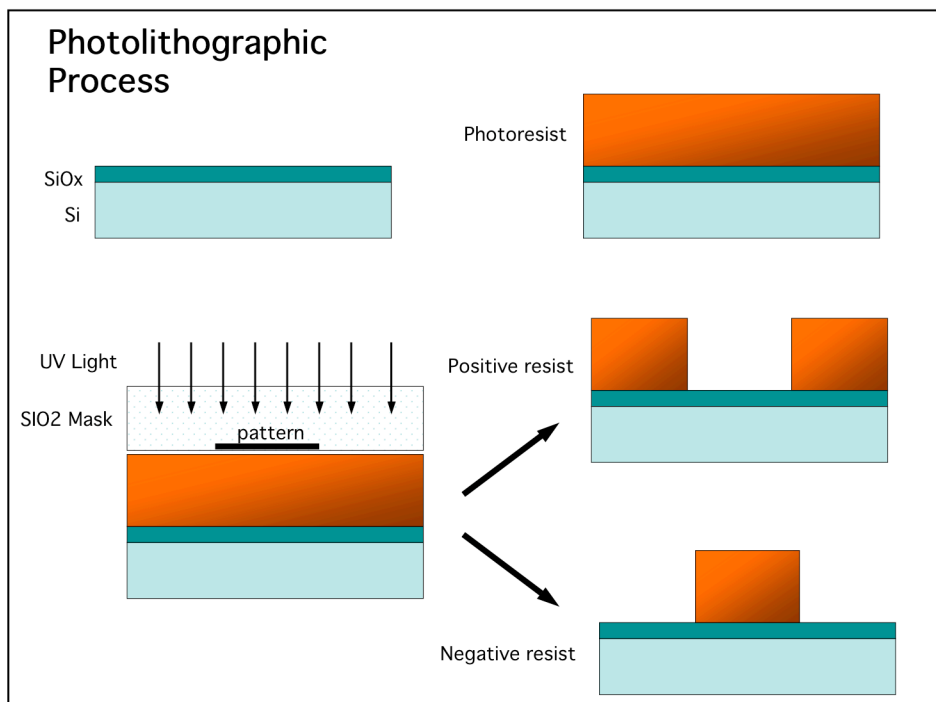 Photolithographic
Process
Photoresist
SiOx
Si
UV Light
Positive resist
SIO2 Mask
pattern
Negative resist